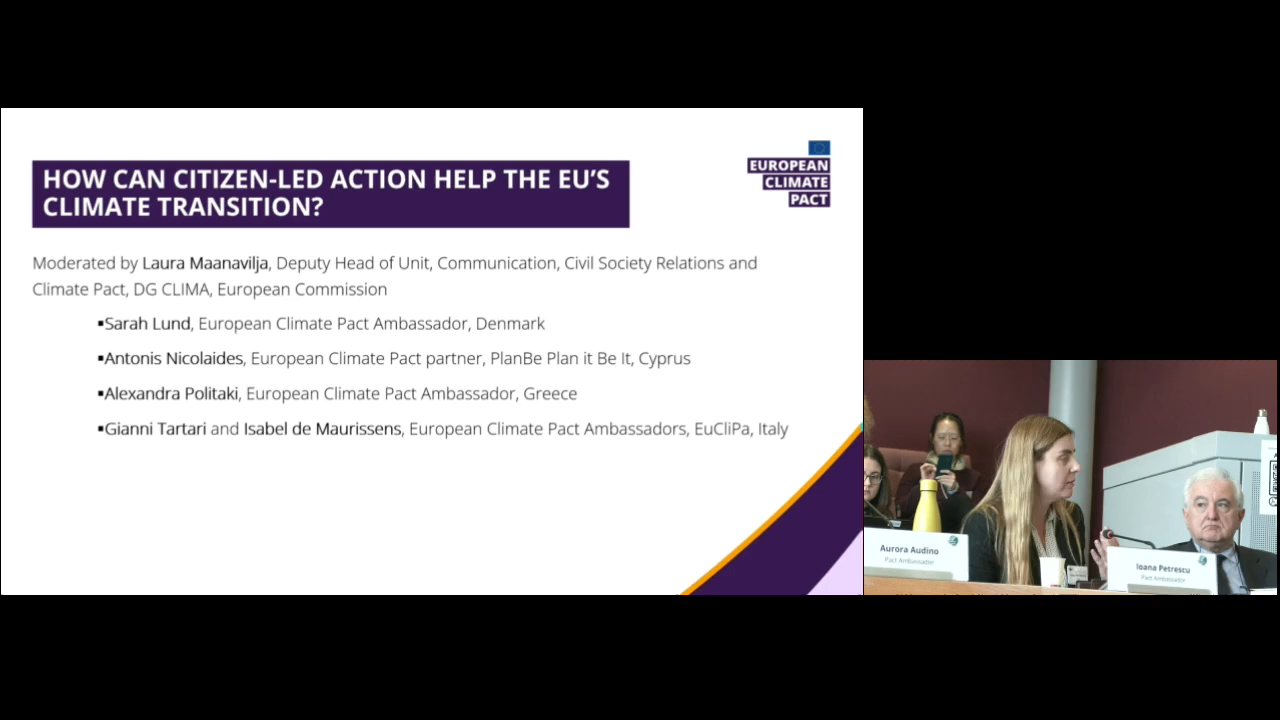 HOW CAN CITIZEN-LED ACTION HELP THE EU'S
CLIMATE TRANSITION?
EUROPEAN
CLIMATE
PACT
Moderated by Laura Maanavilja, Deputy Head of Unit, Communication, Civil Society Relations and
Climate Pact, DG CLIMA, European Commission
▪Sarah Lund, European Climate Pact Ambassador, Denmark
▪Antonis Nicolaides, European Climate Pact partner, PlanBe Plan it Be It, Cyprus
▪Alexandra Politaki, European Climate Pact Ambassador, Greece
▪Gianni Tartari and Isabel de Maurissens, European Climate Pact Ambassadors, EuCliPa, Italy
Aurora Audino
Pact Ambassador
Ioana Petrescu
Pact Ambassador